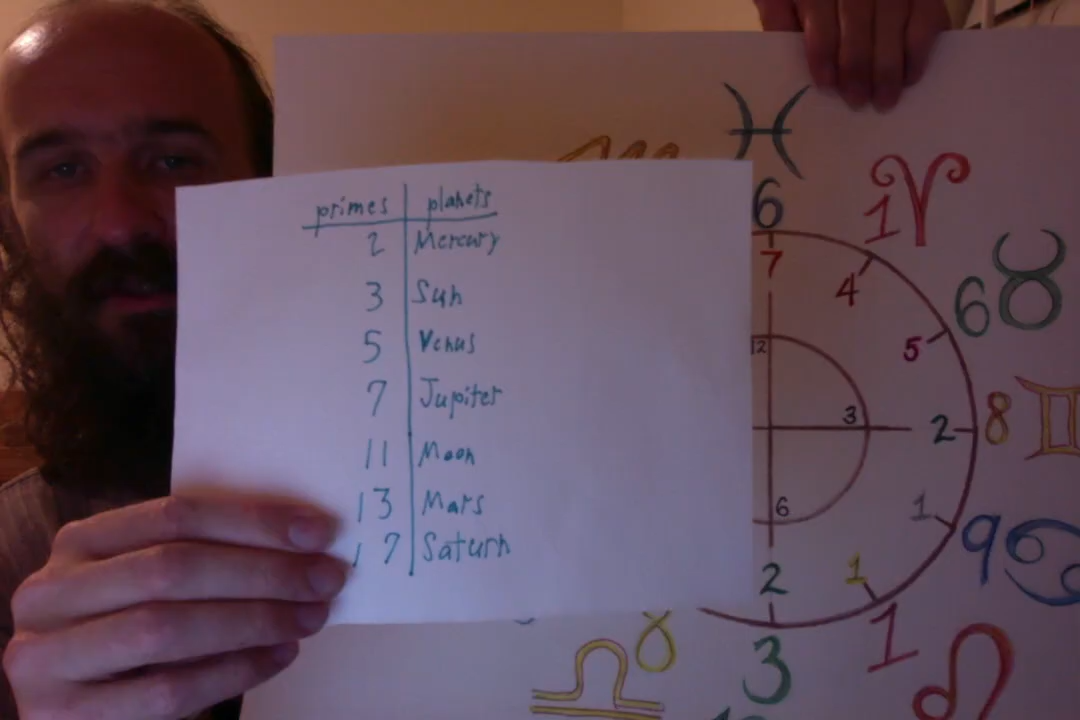 primes planets
2 Mercury
3 Sun
5 Venus
7 Jupiter
11 Moon
13 Mars
17 Saturn
♓
6
7
1 ♈
4
6 ♉
5
12
3
2 8 ♊
6
1 9 ♋
1
2
1 ♌
3
8
♎